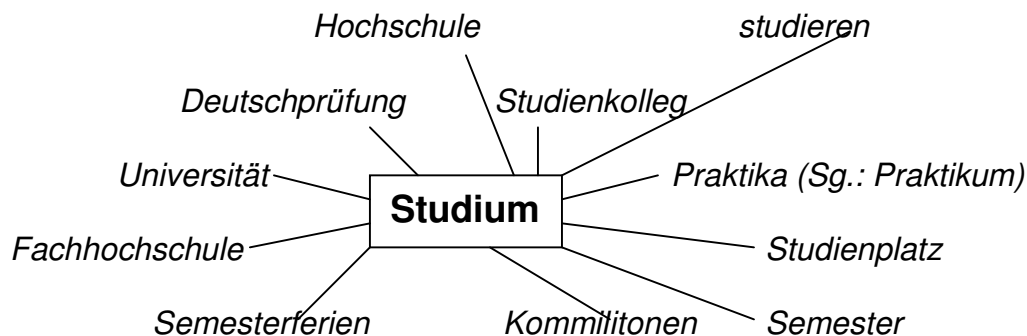 Hochschule studieren
Deutschprüfung Studienkolleg
Universität Praktika (Sg.: Praktikum)
Studium
Fachhochschule Studienplatz
Semesterferien Kommilitonen Semester